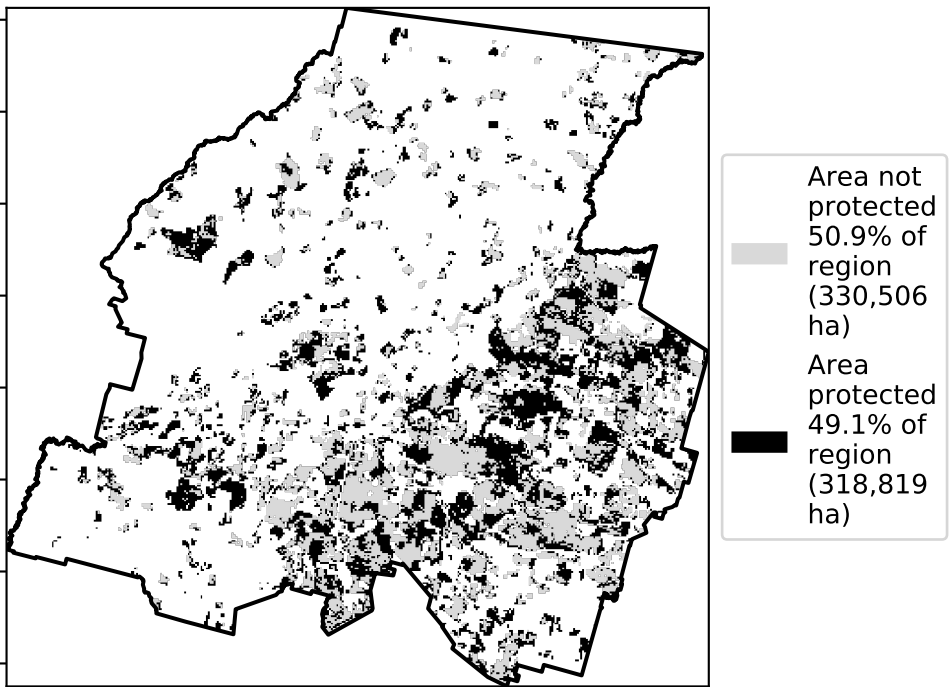 Area not
protected
50.9% of
region
(330,506
ha)
Area
protected
49.1% of
region
(318,819
ha)